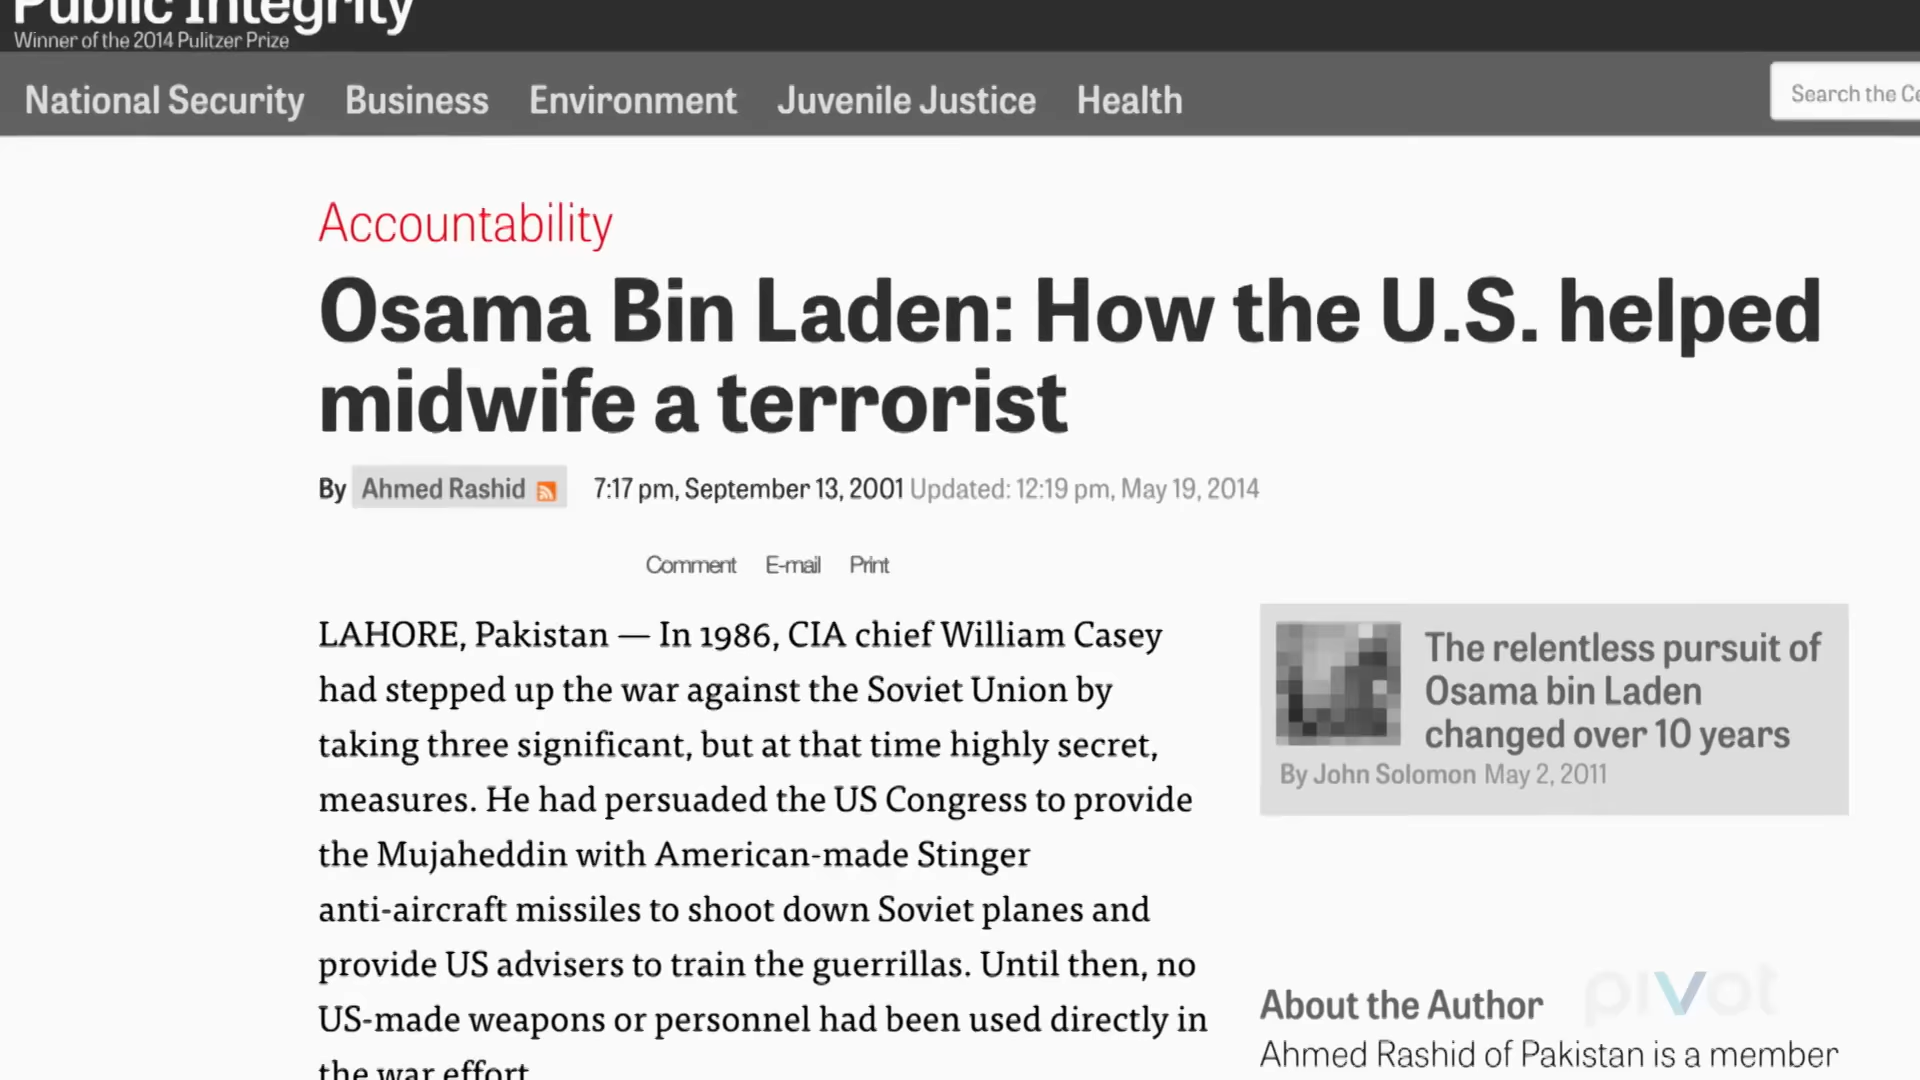 Public Integrity
Winner of the 2014 Pulitzer Prize
National Security Business Environment Juvenile Justice Health
Search the
Accountability
Osama Bin Laden: How the U.S. helped
midwife a terrorist
By Ahmed Rashid 7:17 pm, September 13, 2001 Updated: 12:19 pm, May 19, 2014
Comment E-mail Print
LAHORE, Pakistan — In 1986, CIA chief William Casey
had stepped up the war against the Soviet Union by
taking three significant, but at that time highly secret,
measures. He had persuaded the US Congress to provide
the Mujaheddin with American-made Stinger
anti-aircraft missiles to shoot down Soviet planes and
provide US advisers to train the guerrillas. Until then, no
US-made weapons or personnel had been used directly in
the war effort.
The relentless pursuit of
Osama bin Laden
changed over 10 years
By John Solomon May 2, 2011
About the Author
Ahmed Rashid of Pakistan is a member
pivot